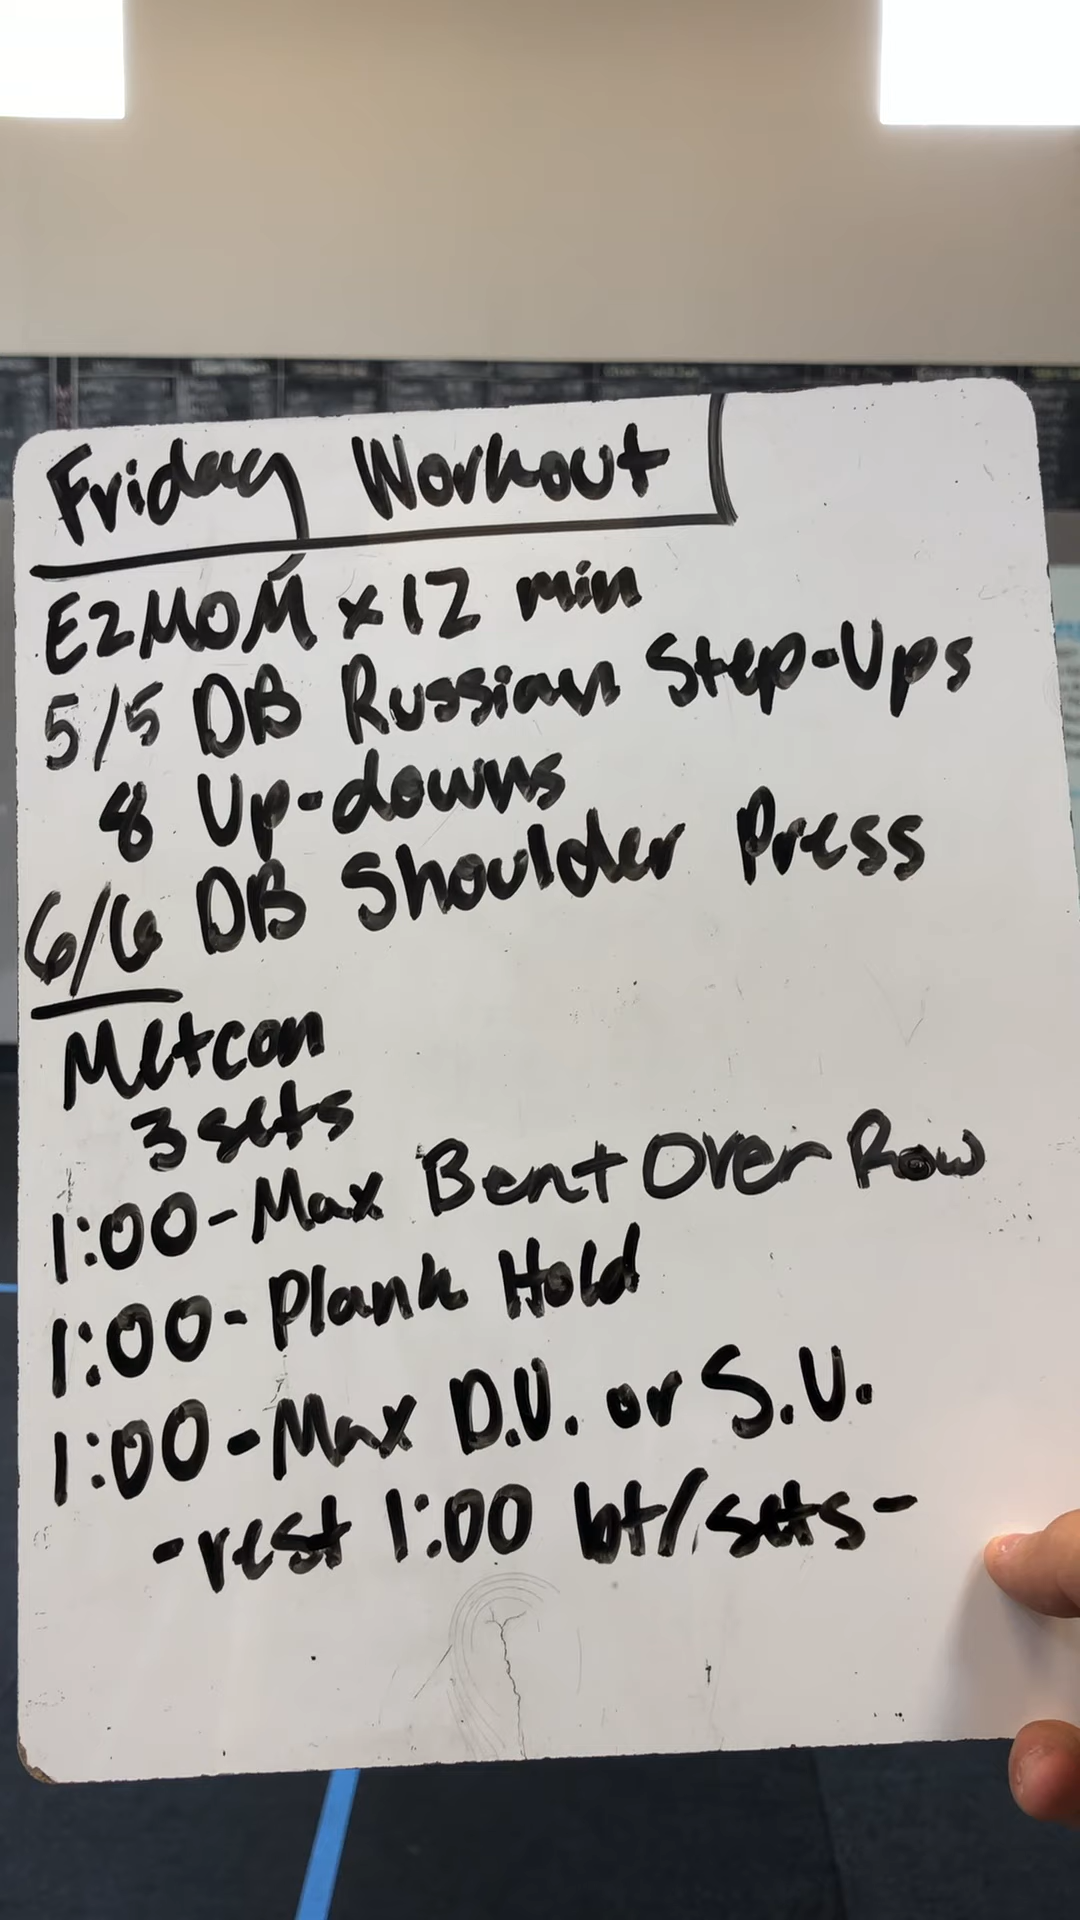 Friday Workout
E2MOM x 12 min
5/5 DB Russian Step-Ups
8 Up-downs
6/6 DB Shoulder Press
Metcon
3 sets
1:00-Max Bent Over Row
1:00-Plank Hold
1:00-Max D.U. or S.U.
-rest 1:00 bt/sets-